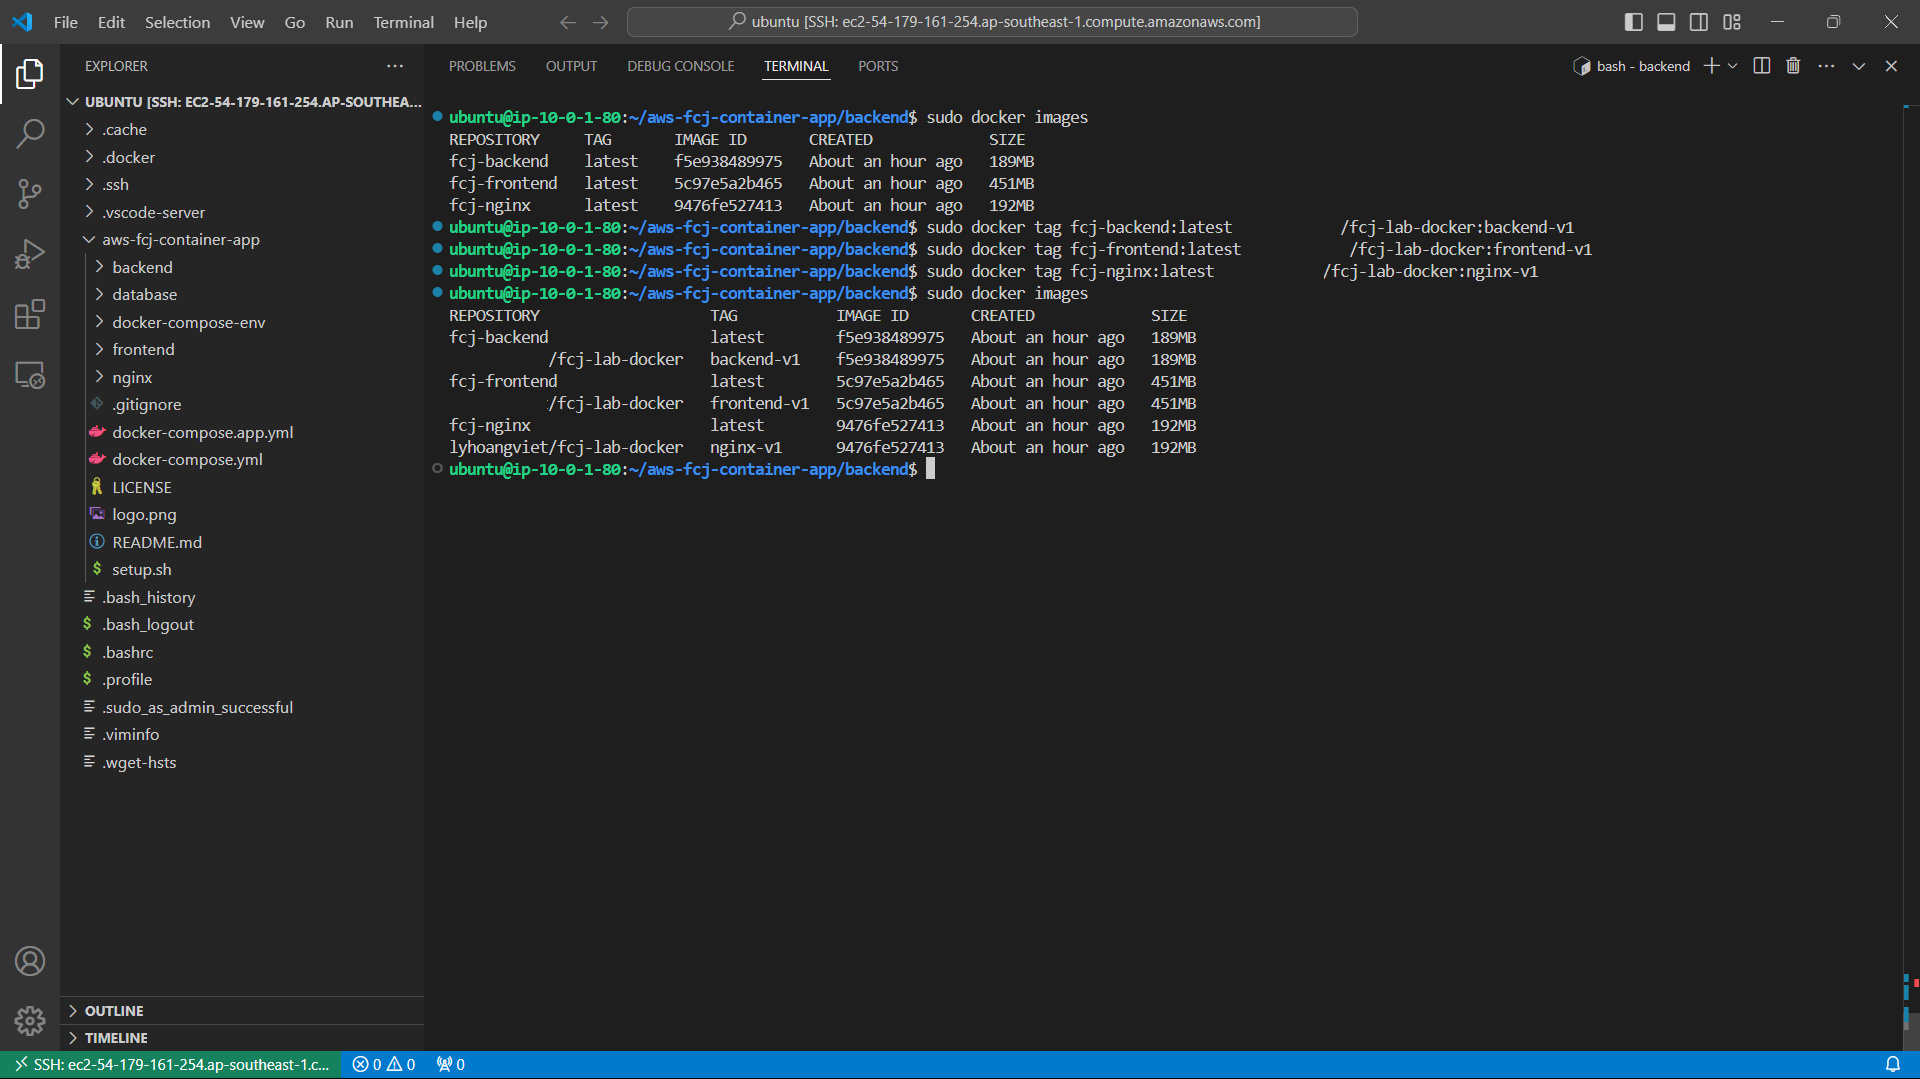 File Edit Selection View Go Run Terminal Help
ubuntu [SSH: ec2-54-179-161-254.ap-southeast-1.compute.amazonaws.com]
EXPLORER
UBUNTU [SSH: EC2-54-179-161-254.AP-SOUTHEA...
.cache
.docker
.ssh
.vscode-server
aws-fcj-container-app
backend
database
docker-compose-env
frontend
nginx
.gitignore
docker-compose.app.yml
docker-compose.yml
LICENSE
logo.png
README.md
setup.sh
.bash_history
.bash_logout
.bashrc
.profile
.sudo_as_admin_successful
.viminfo
.wget-hsts
OUTLINE
TIMELINE
PROBLEMS OUTPUT DEBUG CONSOLE TERMINAL PORTS
bash - backend
ubuntu@ip-10-0-1-80:~/aws-fcj-container-app/backend$ sudo docker images
REPOSITORY TAG IMAGE ID CREATED SIZE
fcj-backend latest f5e938489975 About an hour ago 189MB
fcj-frontend latest 5c97e5a2b465 About an hour ago 451MB
fcj-nginx latest 9476fe527413 About an hour ago 192MB
ubuntu@ip-10-0-1-80:~/aws-fcj-container-app/backend$ sudo docker tag fcj-backend:latest /fcj-lab-docker:backend-v1
ubuntu@ip-10-0-1-80:~/aws-fcj-container-app/backend$ sudo docker tag fcj-frontend:latest /fcj-lab-docker:frontend-v1
ubuntu@ip-10-0-1-80:~/aws-fcj-container-app/backend$ sudo docker tag fcj-nginx:latest /fcj-lab-docker:nginx-v1
ubuntu@ip-10-0-1-80:~/aws-fcj-container-app/backend$ sudo docker images
REPOSITORY TAG IMAGE ID CREATED SIZE
fcj-backend latest f5e938489975 About an hour ago 189MB
/fcj-lab-docker backend-v1 f5e938489975 About an hour ago 189MB
fcj-frontend latest 5c97e5a2b465 About an hour ago 451MB
/fcj-lab-docker frontend-v1 5c97e5a2b465 About an hour ago 451MB
fcj-nginx latest 9476fe527413 About an hour ago 192MB
lyhoangviet/fcj-lab-docker nginx-v1 9476fe527413 About an hour ago 192MB
ubuntu@ip-10-0-1-80:~/aws-fcj-container-app/backend$
SSH: ec2-54-179-161-254.ap-southeast-1.c... 0 0 0